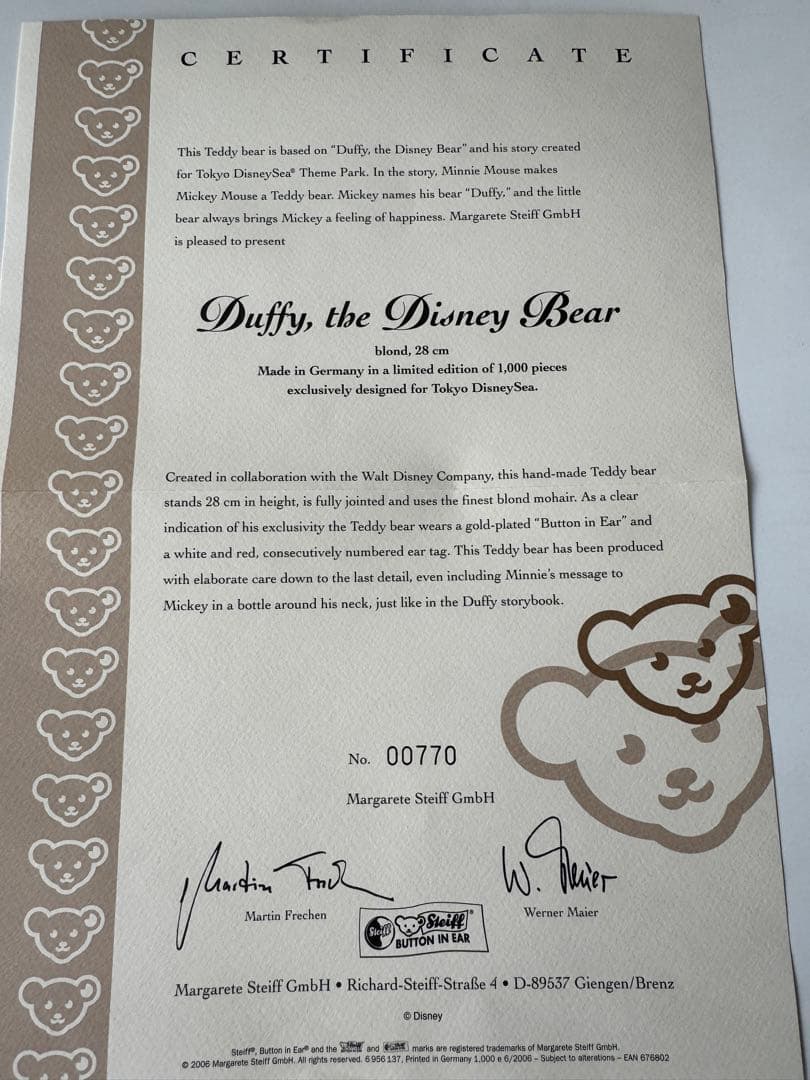 CERTIFICATE
This Teddy bear is based on “Duffy, the Disney Bear” and his story created
for Tokyo DisneySea® Theme Park. In the story, Minnie Mouse makes
Mickey Mouse a Teddy bear. Mickey names his bear “Duffy,” and the little
bear always brings Mickey a feeling of happiness. Margarete Steiff GmbH
is pleased to present
Duffy, the Disney Bear
blond, 28 cm
Made in Germany in a limited edition of 1,000 pieces
exclusively designed for Tokyo DisneySea.
Created in collaboration with the Walt Disney Company, this hand-made Teddy bear
stands 28 cm in height, is fully jointed and uses the finest blond mohair. As a clear
indication of his exclusivity the Teddy bear wears a gold-plated “Button in Ear” and
a white and red, consecutively numbered ear tag. This Teddy bear has been produced
with elaborate care down to the last detail, even including Minnie’s message to
Mickey in a bottle around his neck, just like in the Duffy storybook.
No. 00770
Margarete Steiff GmbH
Martin Frechen
W. Maier
Martin Frechen
Werner Maier
Steiff Steiff®
BUTTON IN EAR
Margarete Steiff GmbH • Richard-Steiff-Straße 4 • D-89537 Giengen/Brenz
© Disney
Steiff®, Button in Ear® and the and marks are registered trademarks of Margarete Steiff GmbH.
© 2006 Margarete Steiff GmbH. All rights reserved. 6 956 137, Printed in Germany 1.000 e 6/2006 – Subject to alterations – EAN 676802